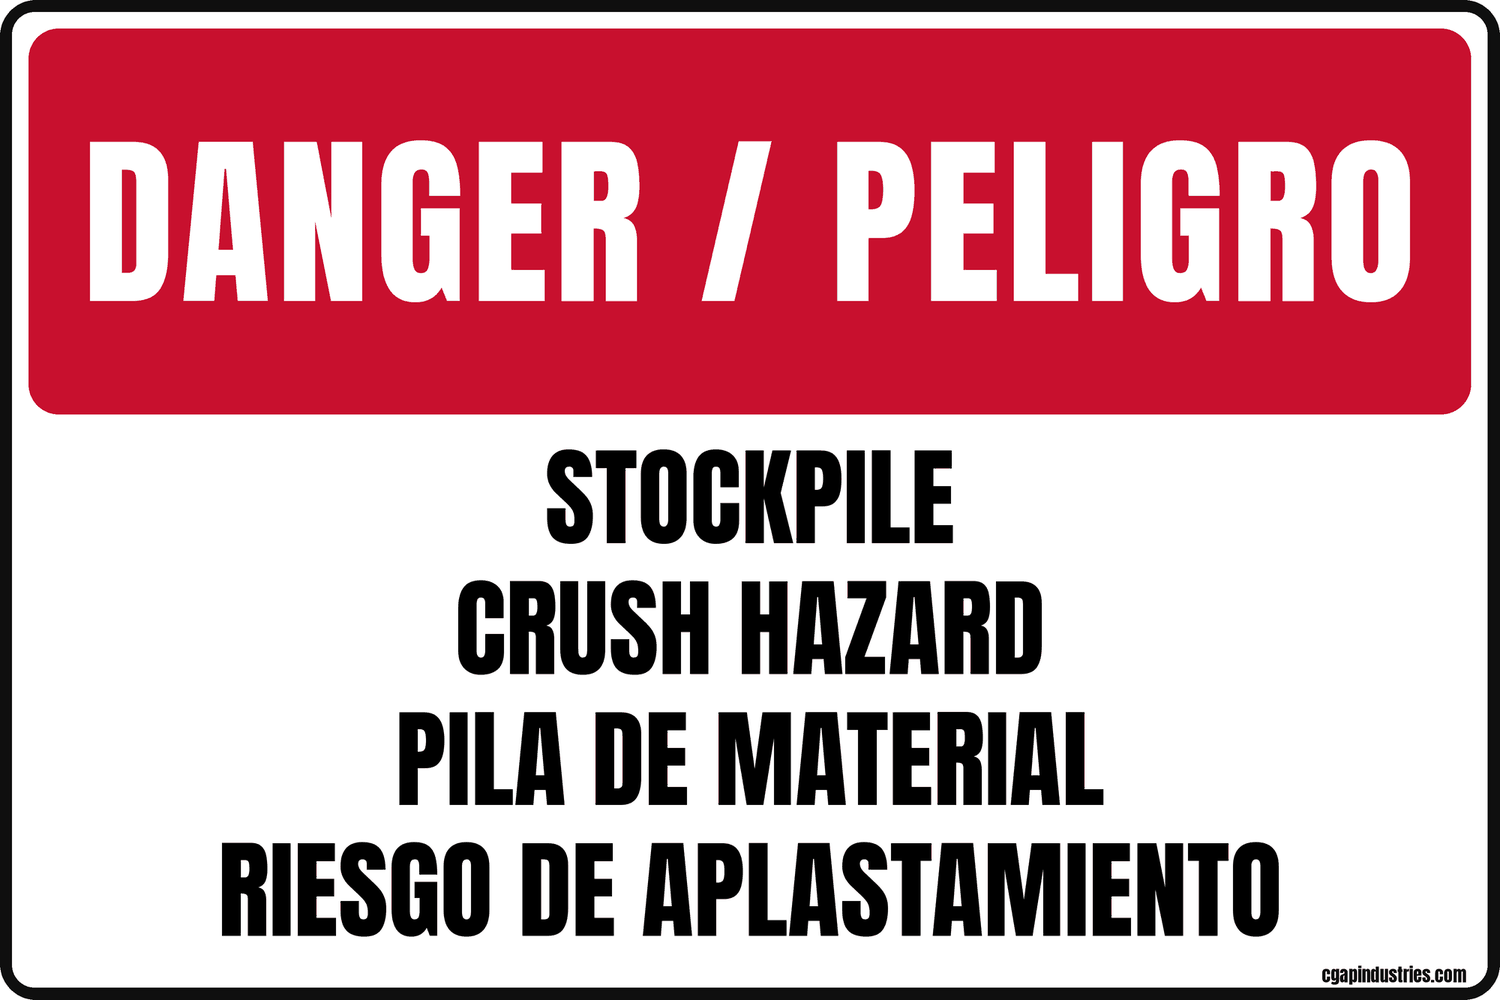 DANGER / PELIGRO
STOCKPILE
CRUSH HAZARD
PILA DE MATERIAL
RIESGO DE APLASTAMIENTO
cgapindustries.com